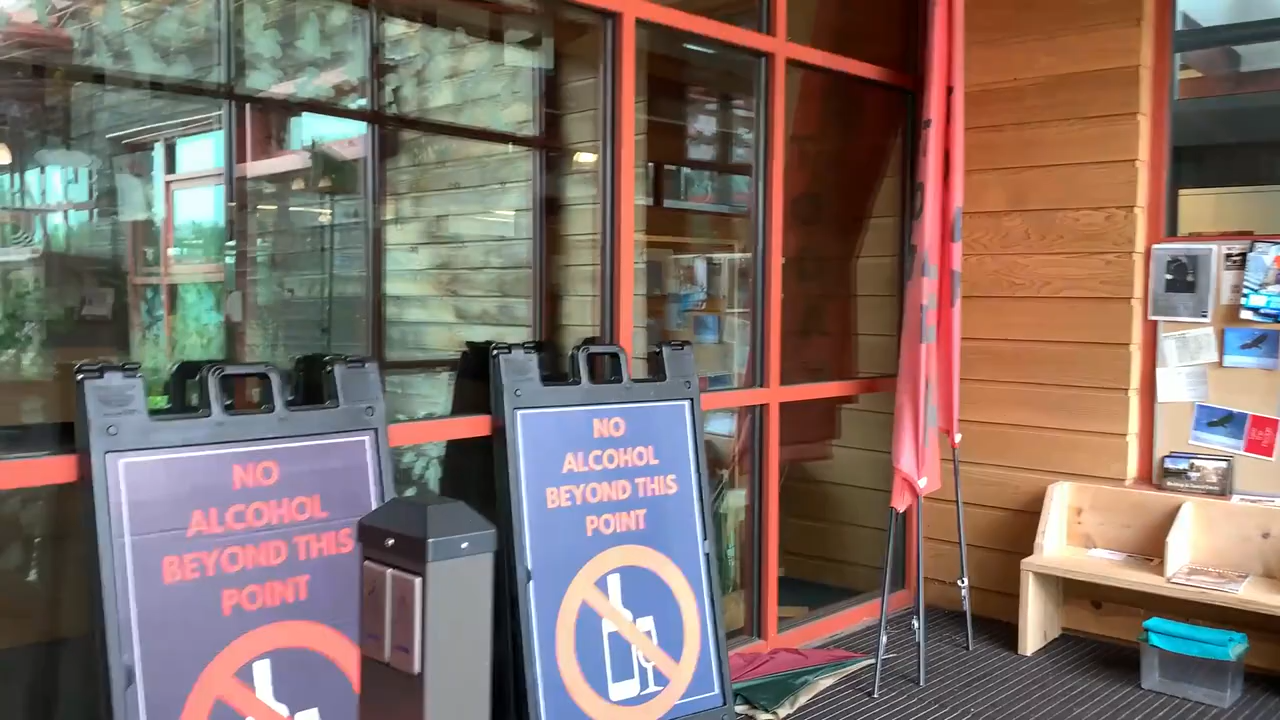 NO
ALCOHOL
BEYOND THIS
POINT
NO
ALCOHOL
BEYOND THIS
POINT